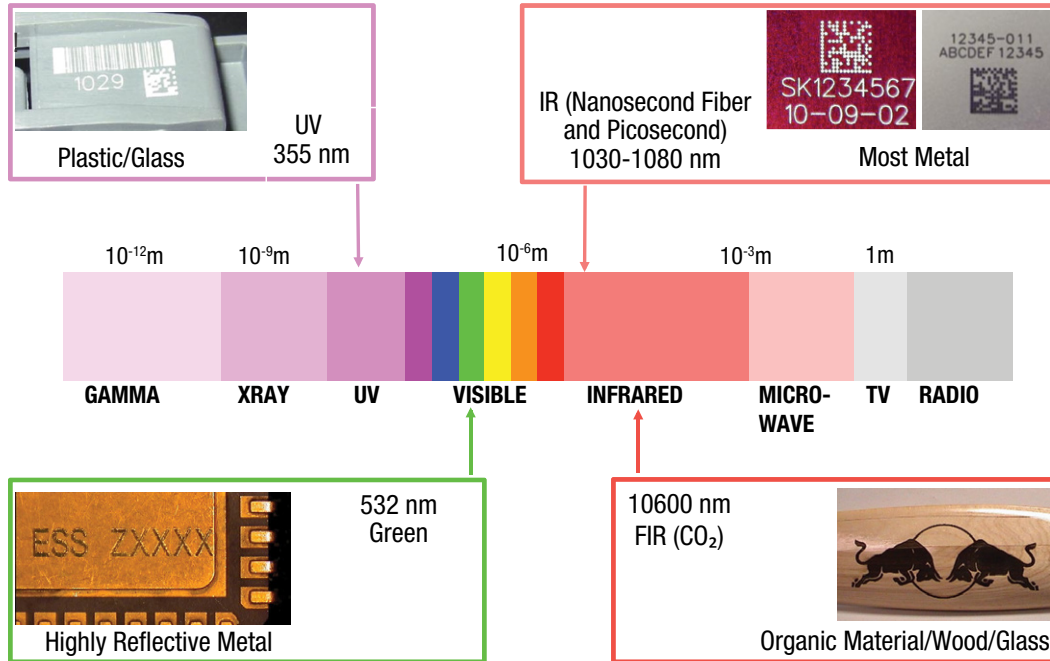 1029
Plastic/Glass
UV
355 nm
IR (Nanosecond Fiber
and Picosecond)
1030-1080 nm
SK1234567
10-09-02
12345-011
ABCDEF12345
Most Metal
10⁻¹²m
10⁻⁹m
10⁻⁶m
10⁻³m
1m
GAMMA
XRAY
UV
VISIBLE
INFRARED
MICRO-
WAVE
TV
RADIO
ESS ZXXXX
532 nm
Green
Highly Reflective Metal
10600 nm
FIR (CO₂)
Organic Material/Wood/Glass